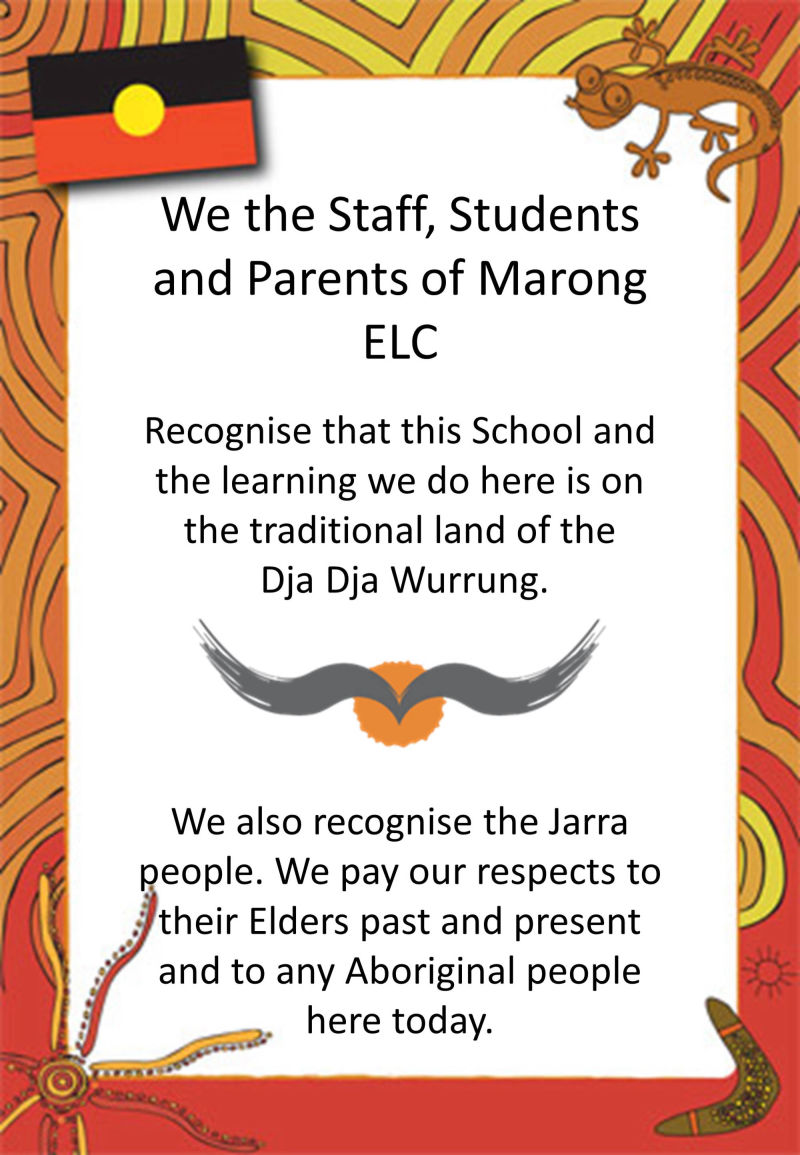 We the Staff, Students
and Parents of Marong
ELC
Recognise that this School and
the learning we do here is on
the traditional land of the
Dja Dja Wurrung.
We also recognise the Jarra
people. We pay our respects to
their Elders past and present
and to any Aboriginal people
here today.